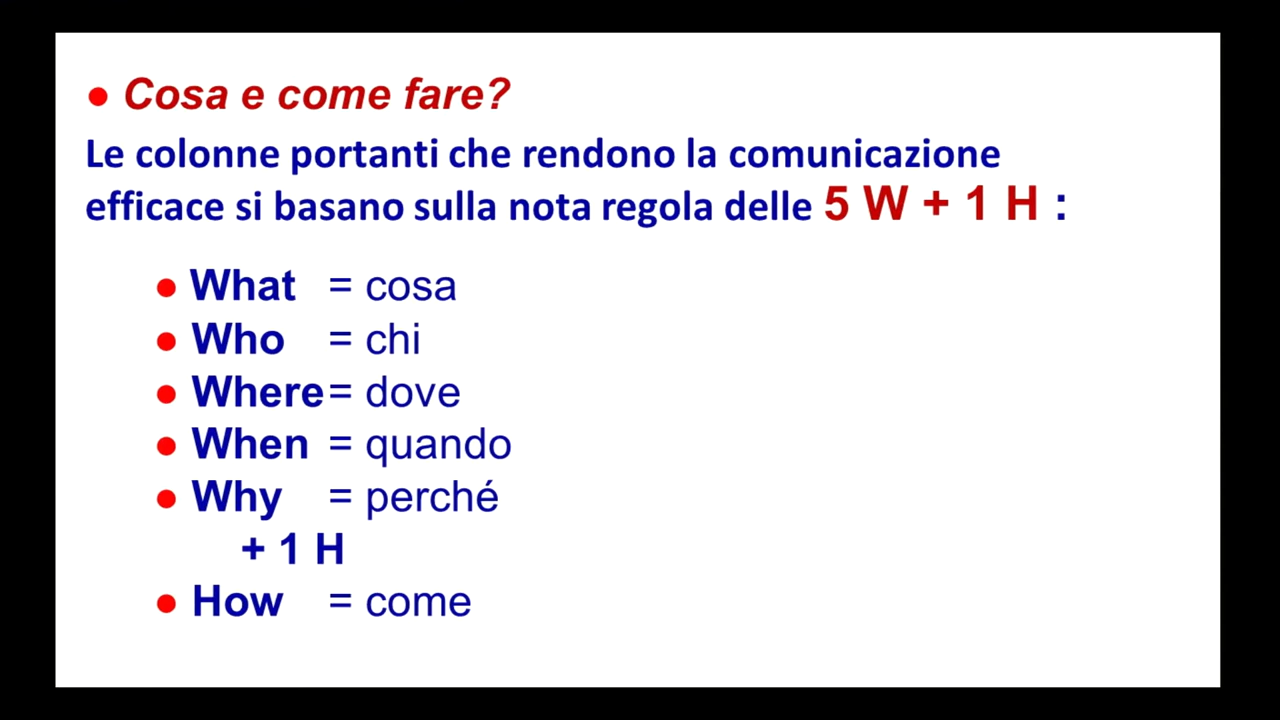 ● Cosa e come fare?
Le colonne portanti che rendono la comunicazione
efficace si basano sulla nota regola delle 5 W + 1 H :
● What = cosa
● Who = chi
● Where = dove
● When = quando
● Why = perché
+ 1 H
● How = come